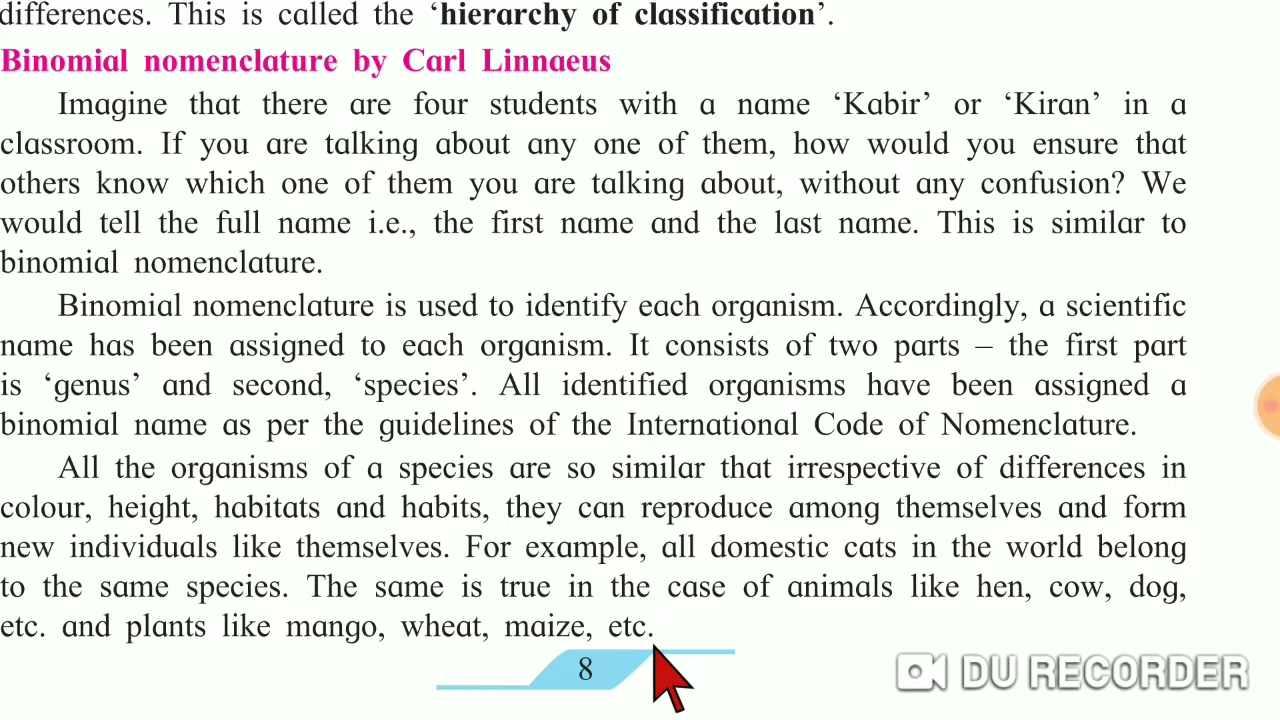 differences. This is called the ‘hierarchy of classification’.
Binomial nomenclature by Carl Linnaeus
Imagine that there are four students with a name ‘Kabir’ or ‘Kiran’ in a
classroom. If you are talking about any one of them, how would you ensure that
others know which one of them you are talking about, without any confusion? We
would tell the full name i.e., the first name and the last name. This is similar to
binomial nomenclature.
Binomial nomenclature is used to identify each organism. Accordingly, a scientific
name has been assigned to each organism. It consists of two parts – the first part
is ‘genus’ and second, ‘species’. All identified organisms have been assigned a
binomial name as per the guidelines of the International Code of Nomenclature.
All the organisms of a species are so similar that irrespective of differences in
colour, height, habitats and habits, they can reproduce among themselves and form
new individuals like themselves. For example, all domestic cats in the world belong
to the same species. The same is true in the case of animals like hen, cow, dog,
etc. and plants like mango, wheat, maize, etc.
8
DU RECORDER